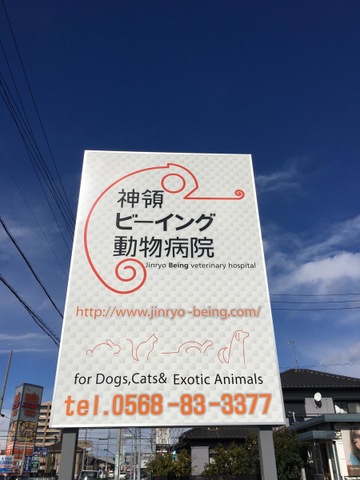 神領
ビーイング
動物病院
Jinryo Being veterinary hospital
http://www.jinryo-being.com/
for Dogs,Cats& Exotic Animals
tel.0568-83-3377